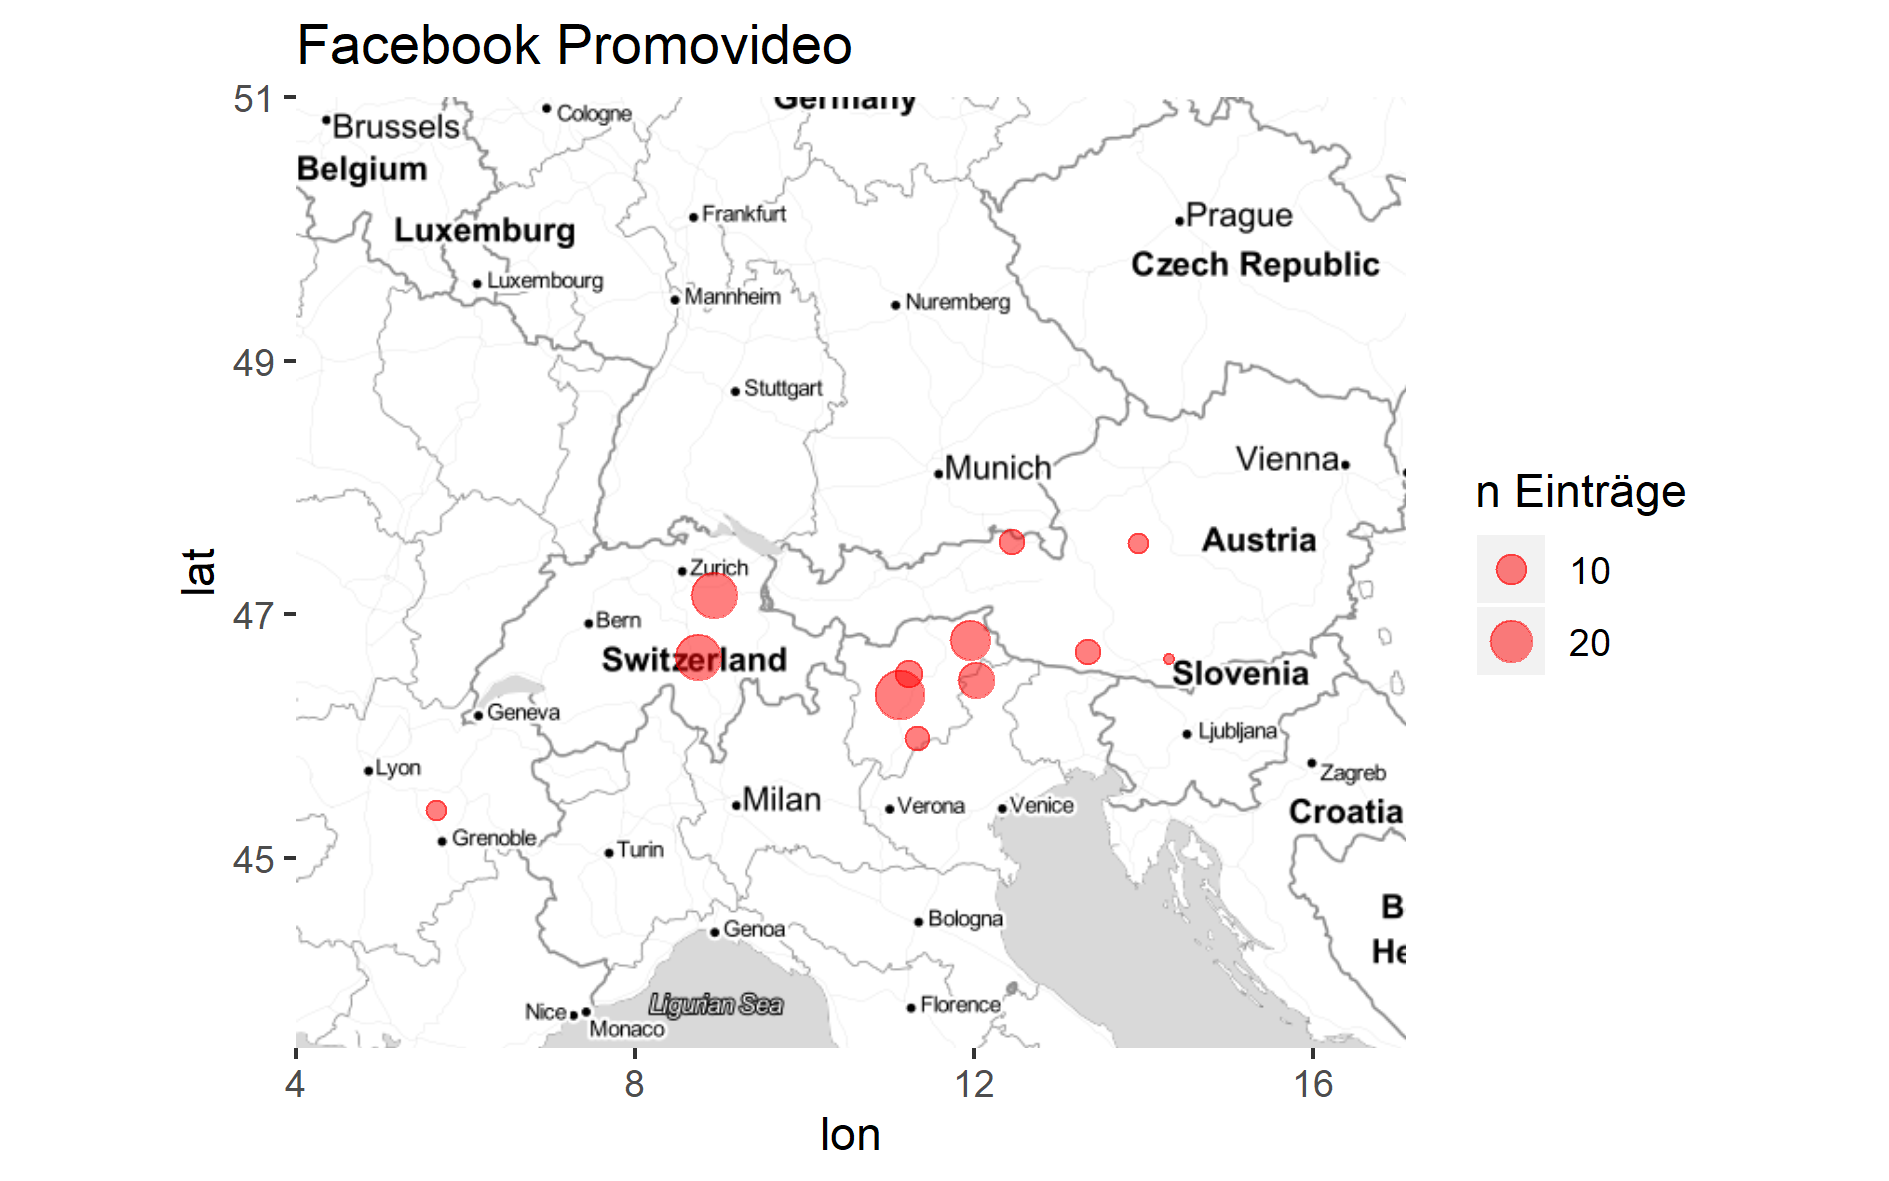 Facebook Promovideo
51
49
47
45
lat
4
8
12
16
lon
Germany
Cologne
Brussels
Belgium
Luxemburg
Frankfurt
Prague
Czech Republic
Luxembourg
Mannheim
Nuremberg
Stuttgart
Munich
Vienna
Austria
Zurich
Bern
Switzerland
Slovenia
Geneva
Ljubljana
Lyon
Zagreb
Milan
Verona
Venice
Croatia
Grenoble
Turin
B
He
Bologna
Genoa
Ligurian Sea
Florence
Nice
Monaco
n Einträge
10
20